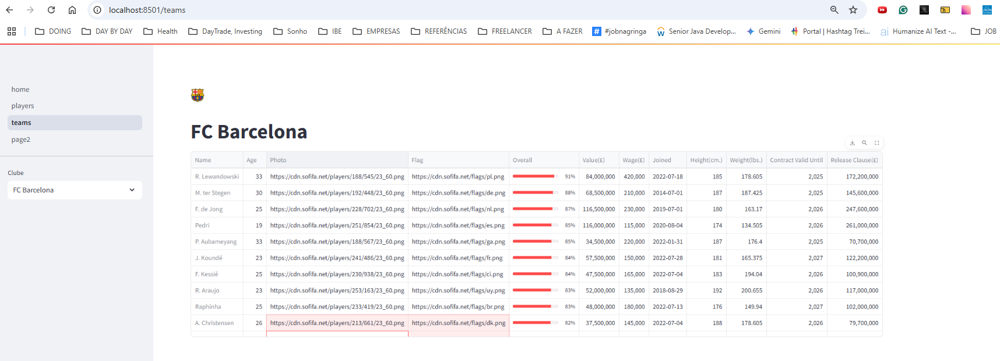 localhost:8501/teams
DOING DAY BY DAY Health DayTrade, Investing Sonho IBE EMPRESAS REFERÊNCIAS FREELANCER A FAZER #jobnagringa Senior Java Develop... Gemini Portal | Hashtag Trei... Humanize AI Text -... JOB
home
players
teams
page2
Clube
FC Barcelona
FC Barcelona
Name Age Photo Flag Overall Value(£) Wage(£) Joined Height(cm.) Weight(lbs.) Contract Valid Until Release Clause(£)
R. Lewandowski 33 https://cdn.sofifa.net/players/188/545/23_60.png https://cdn.sofifa.net/flags/pl.png 91% 84,000,000 420,000 2022-07-18 185 178.605 2,025 172,200,000
M. ter Stegen 30 https://cdn.sofifa.net/players/192/448/23_60.png https://cdn.sofifa.net/flags/de.png 88% 68,500,000 210,000 2014-07-01 187 187.425 2,025 145,600,000
F. de Jong 25 https://cdn.sofifa.net/players/228/702/23_60.png https://cdn.sofifa.net/flags/nl.png 87% 116,500,000 230,000 2019-07-01 180 163.17 2,026 247,600,000
Pedri 19 https://cdn.sofifa.net/players/251/854/23_60.png https://cdn.sofifa.net/flags/es.png 85% 116,000,000 115,000 2020-08-04 174 134.505 2,026 261,000,000
P. Aubameyang 33 https://cdn.sofifa.net/players/188/567/23_60.png https://cdn.sofifa.net/flags/ga.png 85% 34,500,000 220,000 2022-01-31 187 176.4 2,025 70,700,000
J. Koundé 23 https://cdn.sofifa.net/players/241/486/23_60.png https://cdn.sofifa.net/flags/fr.png 84% 57,500,000 150,000 2022-07-28 181 165.375 2,027 122,200,000
F. Kessié 25 https://cdn.sofifa.net/players/230/938/23_60.png https://cdn.sofifa.net/flags/ci.png 84% 47,500,000 165,000 2022-07-04 183 194.04 2,026 100,900,000
R. Araujo 23 https://cdn.sofifa.net/players/253/163/23_60.png https://cdn.sofifa.net/flags/uy.png 83% 52,000,000 135,000 2018-08-29 192 200.655 2,026 117,000,000
Raphinha 25 https://cdn.sofifa.net/players/233/419/23_60.png https://cdn.sofifa.net/flags/br.png 83% 48,000,000 180,000 2022-07-13 176 149.94 2,027 102,000,000
A. Christensen 26 https://cdn.sofifa.net/players/213/661/23_60.png https://cdn.sofifa.net/flags/dk.png 82% 37,500,000 145,000 2022-07-04 188 178.605 2,026 79,700,000